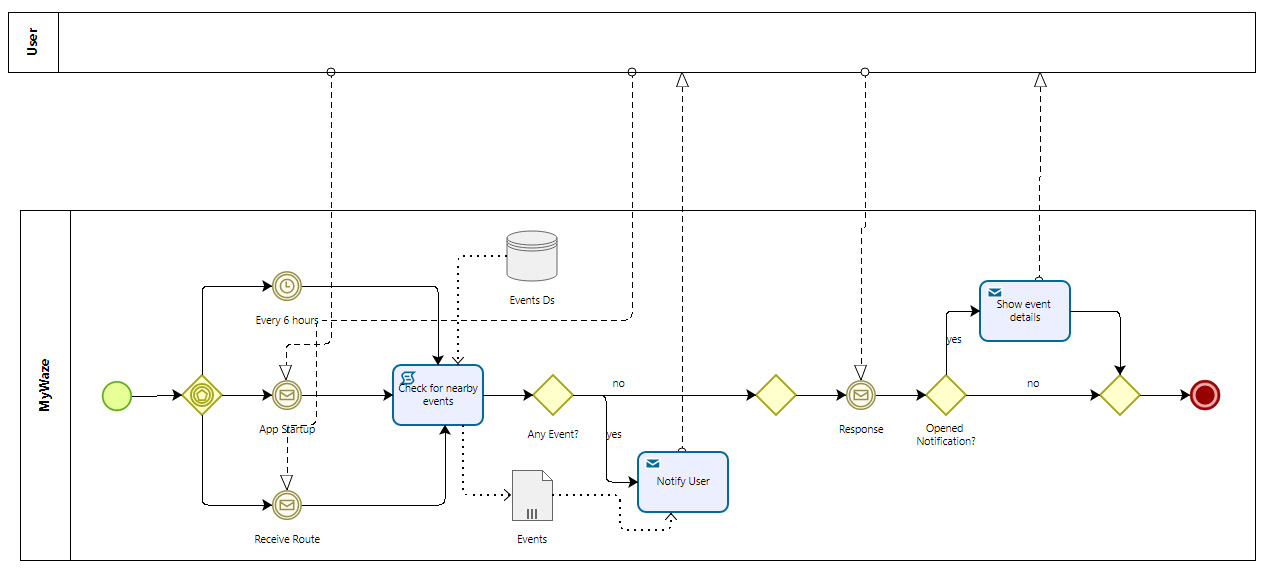 User
MyWaze
Events Ds
Every 6 hours
Show event
details
yes
Check for nearby
events
no
no
App Startup
Any Event?
yes
Response
Opened
Notification?
Notify User
Receive Route
Events